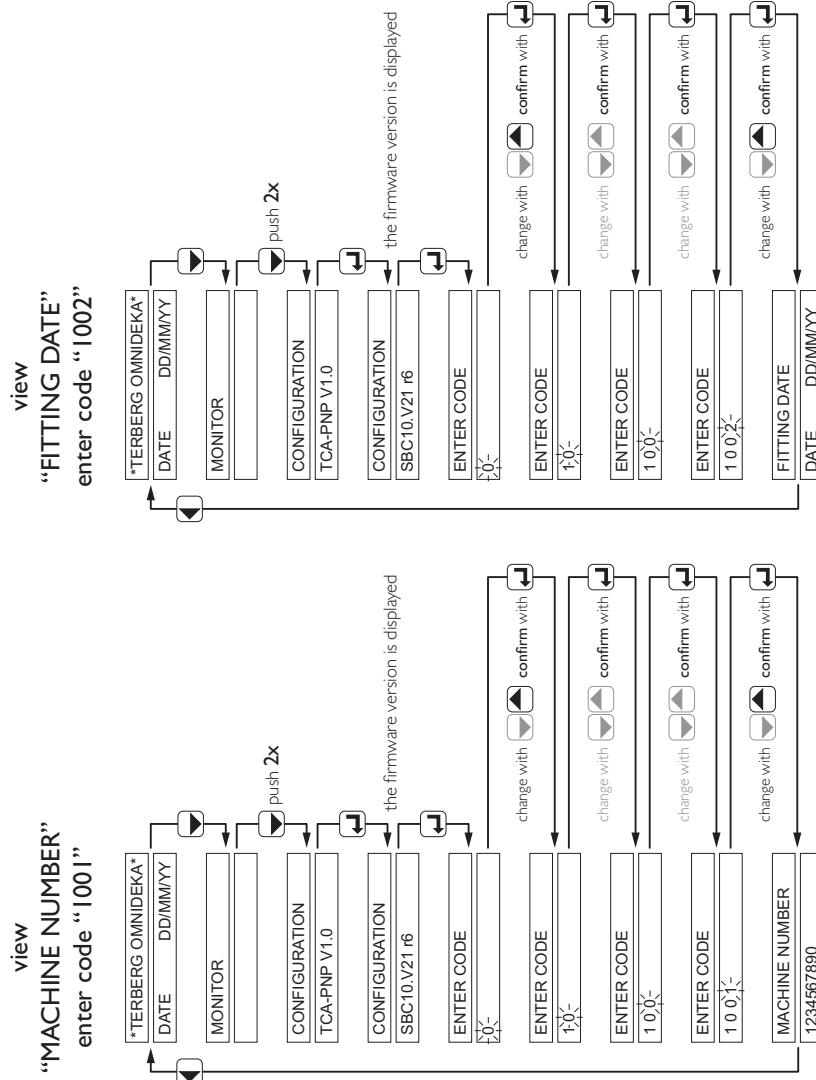 view
“MACHINE NUMBER”
enter code “1001”
*TERBERG OMNIDEKA*
DATE DD/MM/YY
MONITOR
push 2x
CONFIGURATION
TCA-PNP V1.0
the firmware version is displayed
CONFIGURATION
SBC10.V21 r6
ENTER CODE
0
change with confirm with
ENTER CODE
1 0
change with confirm with
ENTER CODE
1 0 0
change with confirm with
ENTER CODE
1 0 0 1
change with confirm with
MACHINE NUMBER
1234567890
view
“FITTING DATE”
enter code “1002”
*TERBERG OMNIDEKA*
DATE DD/MM/YY
MONITOR
push 2x
CONFIGURATION
TCA-PNP V1.0
the firmware version is displayed
CONFIGURATION
SBC10.V21 r6
ENTER CODE
0
change with confirm with
ENTER CODE
1 0
change with confirm with
ENTER CODE
1 0 0
change with confirm with
ENTER CODE
1 0 0 2
change with confirm with
FITTING DATE
DATE DD/MM/YY